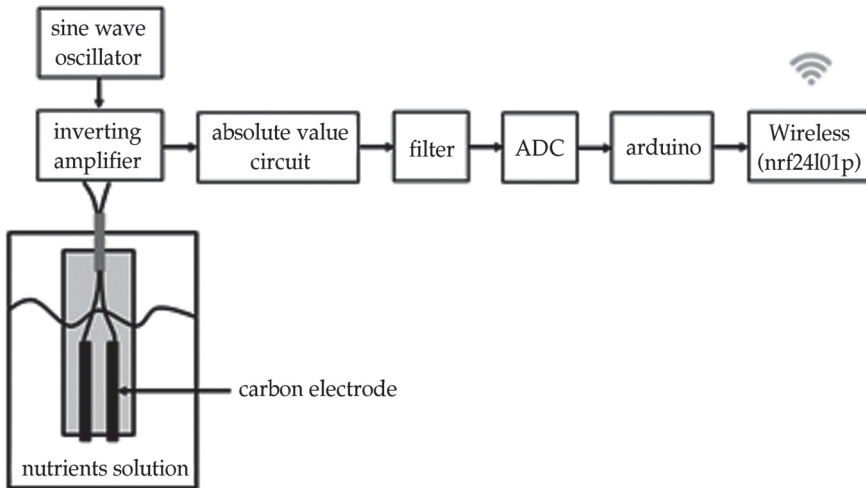 sine wave
oscillator
inverting
amplifier
absolute value
circuit
filter
ADC
arduino
Wireless
(nrf24l01p)
carbon electrode
nutrients solution